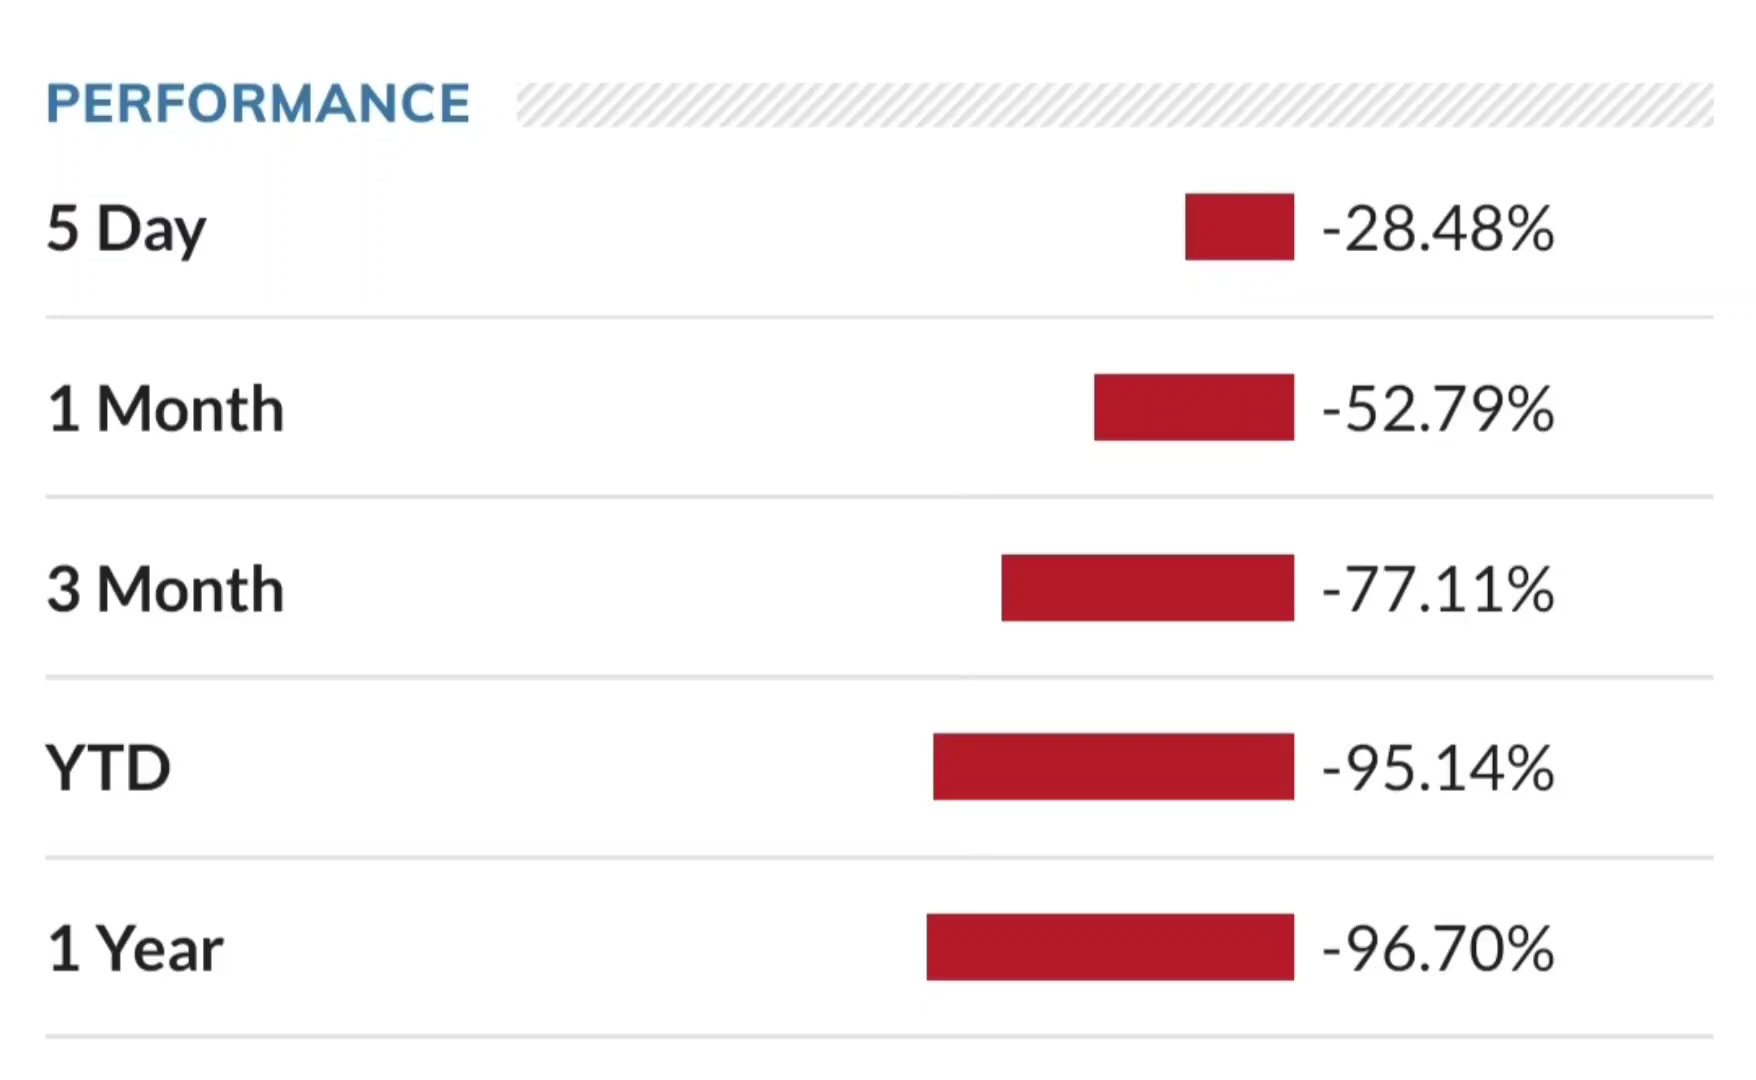 PERFORMANCE
5 Day -28.48%
1 Month -52.79%
3 Month -77.11%
YTD -95.14%
1 Year -96.70%